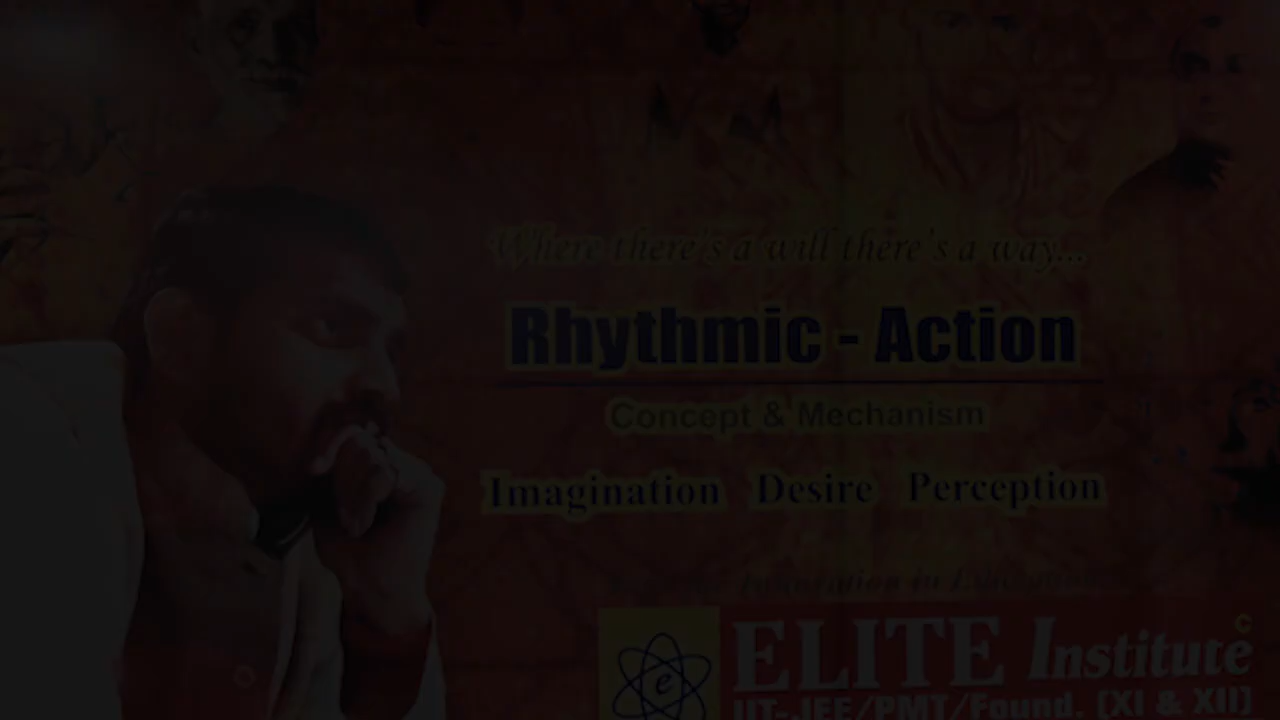 Where there's a will there's a way...
Rhythmic - Action
Concept & Mechanism
Imagination Desire Perception
Innovation in Education
ELITE Institute ©
e
IIT-JEE/PMT/Found. (XI & XII)